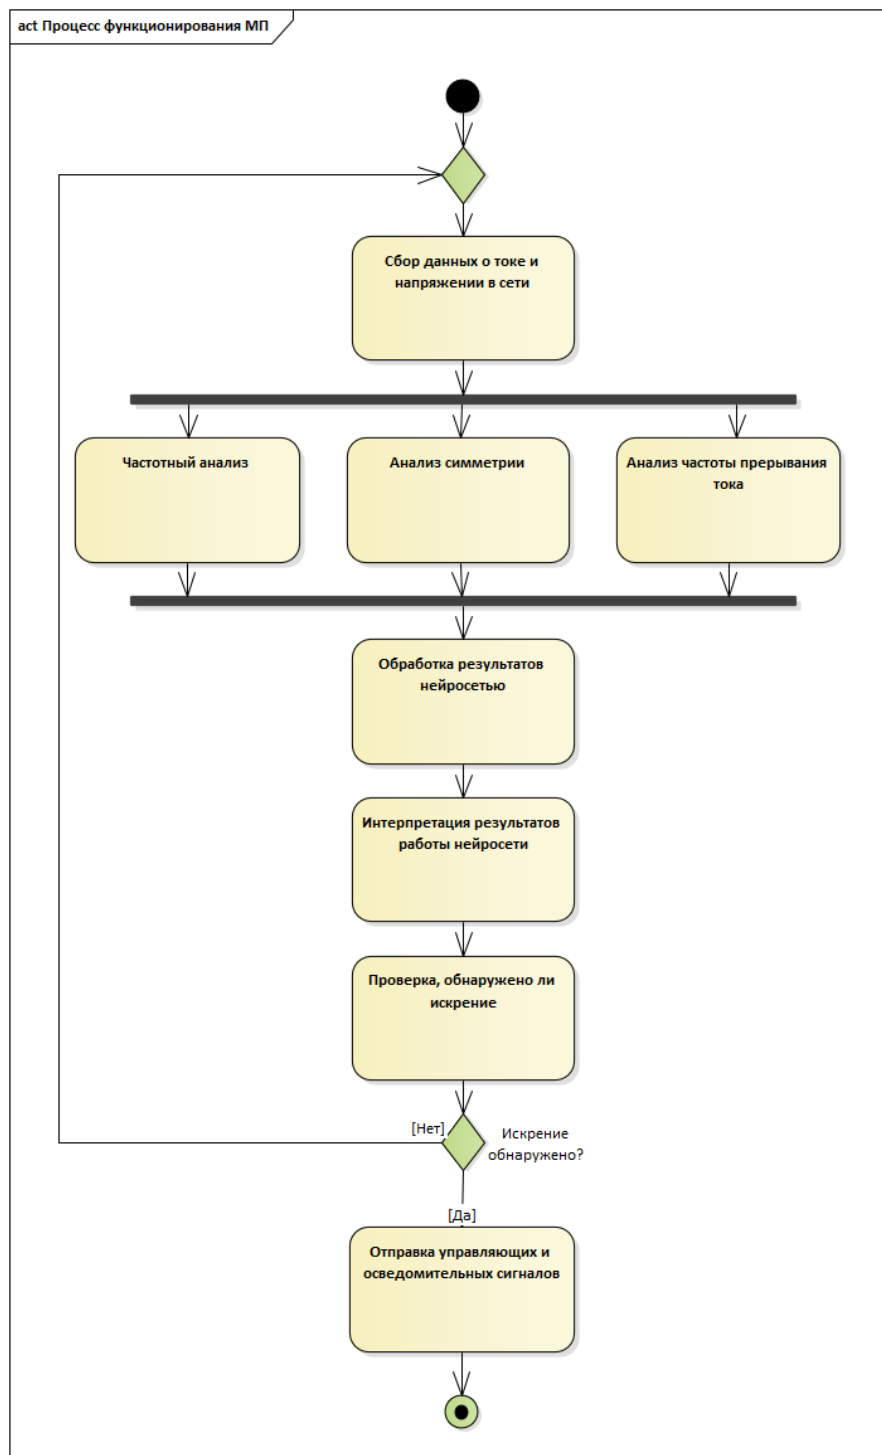 act Процесс функционирования МП
Сбор данных о токе и
напряжении в сети
Частотный анализ
Анализ симметрии
Анализ частоты прерывания
тока
Обработка результатов
нейросетью
Интерпретация результатов
работы нейросети
Проверка, обнаружено ли
искрение
[Нет]
Искрение
обнаружено?
[Да]
Отправка управляющих и
осведомительных сигналов